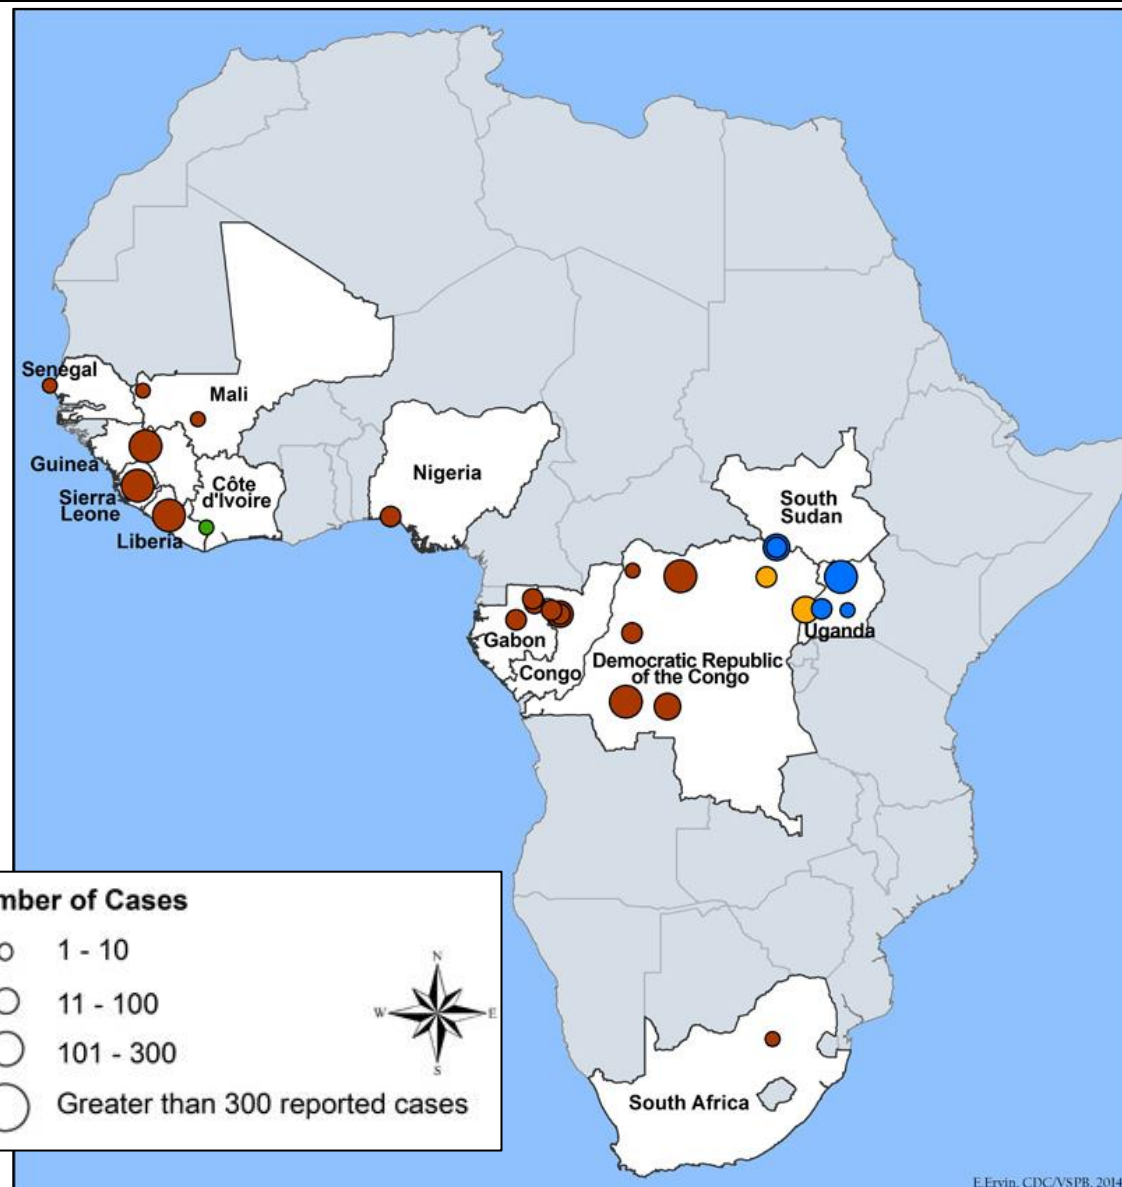 Senegal
Mali
Guinea
Sierra
Leone
Liberia
Côte
d'Ivoire
Nigeria
South
Sudan
Uganda
Gabon
Congo
Democratic Republic
of the Congo
South Africa
mber of Cases
1 - 10
11 - 100
101 - 300
Greater than 300 reported cases
N
W
E
S
E.Ervin, CDC/VSPB, 2014